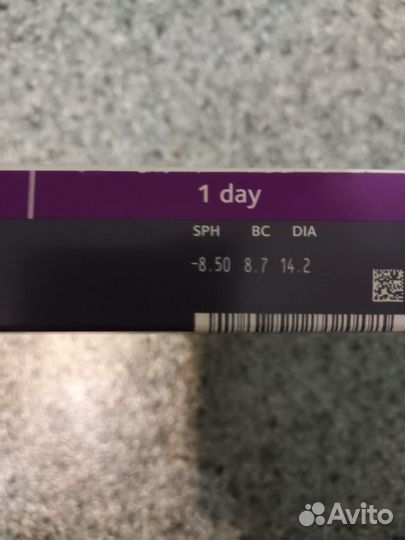 1 day
SPH BC DIA
-8.50 8.7 14.2
Avito